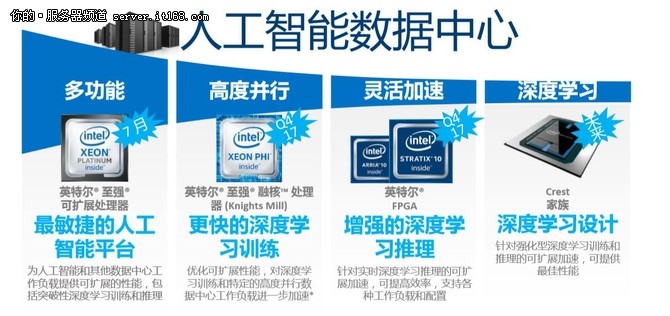 你的·服务器频道 server.it168.com
人工智能数据中心
多功能
7月
intel
XEON
PLATINUM
inside
英特尔® 至强®
可扩展处理器
最敏捷的人工
智能平台
为人工智能和其他数据中心工
作负载提供可扩展的性能，包
括突破性深度学习训练和推理
高度并行
Q4
17
intel
XEON PHI
inside
英特尔® 至强® 融核™ 处理
器 (Knights Mill)
更快的深度学
习训练
优化可扩展性能，对深度学
习训练和特定的高度并行数
据中心工作负载进一步加速*
灵活加速
Q4
17
intel
ARRIA 10
inside
intel
STRATIX 10
inside
英特尔®
FPGA
增强的深度学
习推理
针对实时深度学习推理的可扩
展加速，可提高效率，支持各
种工作负载和配置
深度学习
未来
Crest
家族
深度学习设计
针对强化型深度学习训练和
推理的可扩展加速，可提供
最佳性能